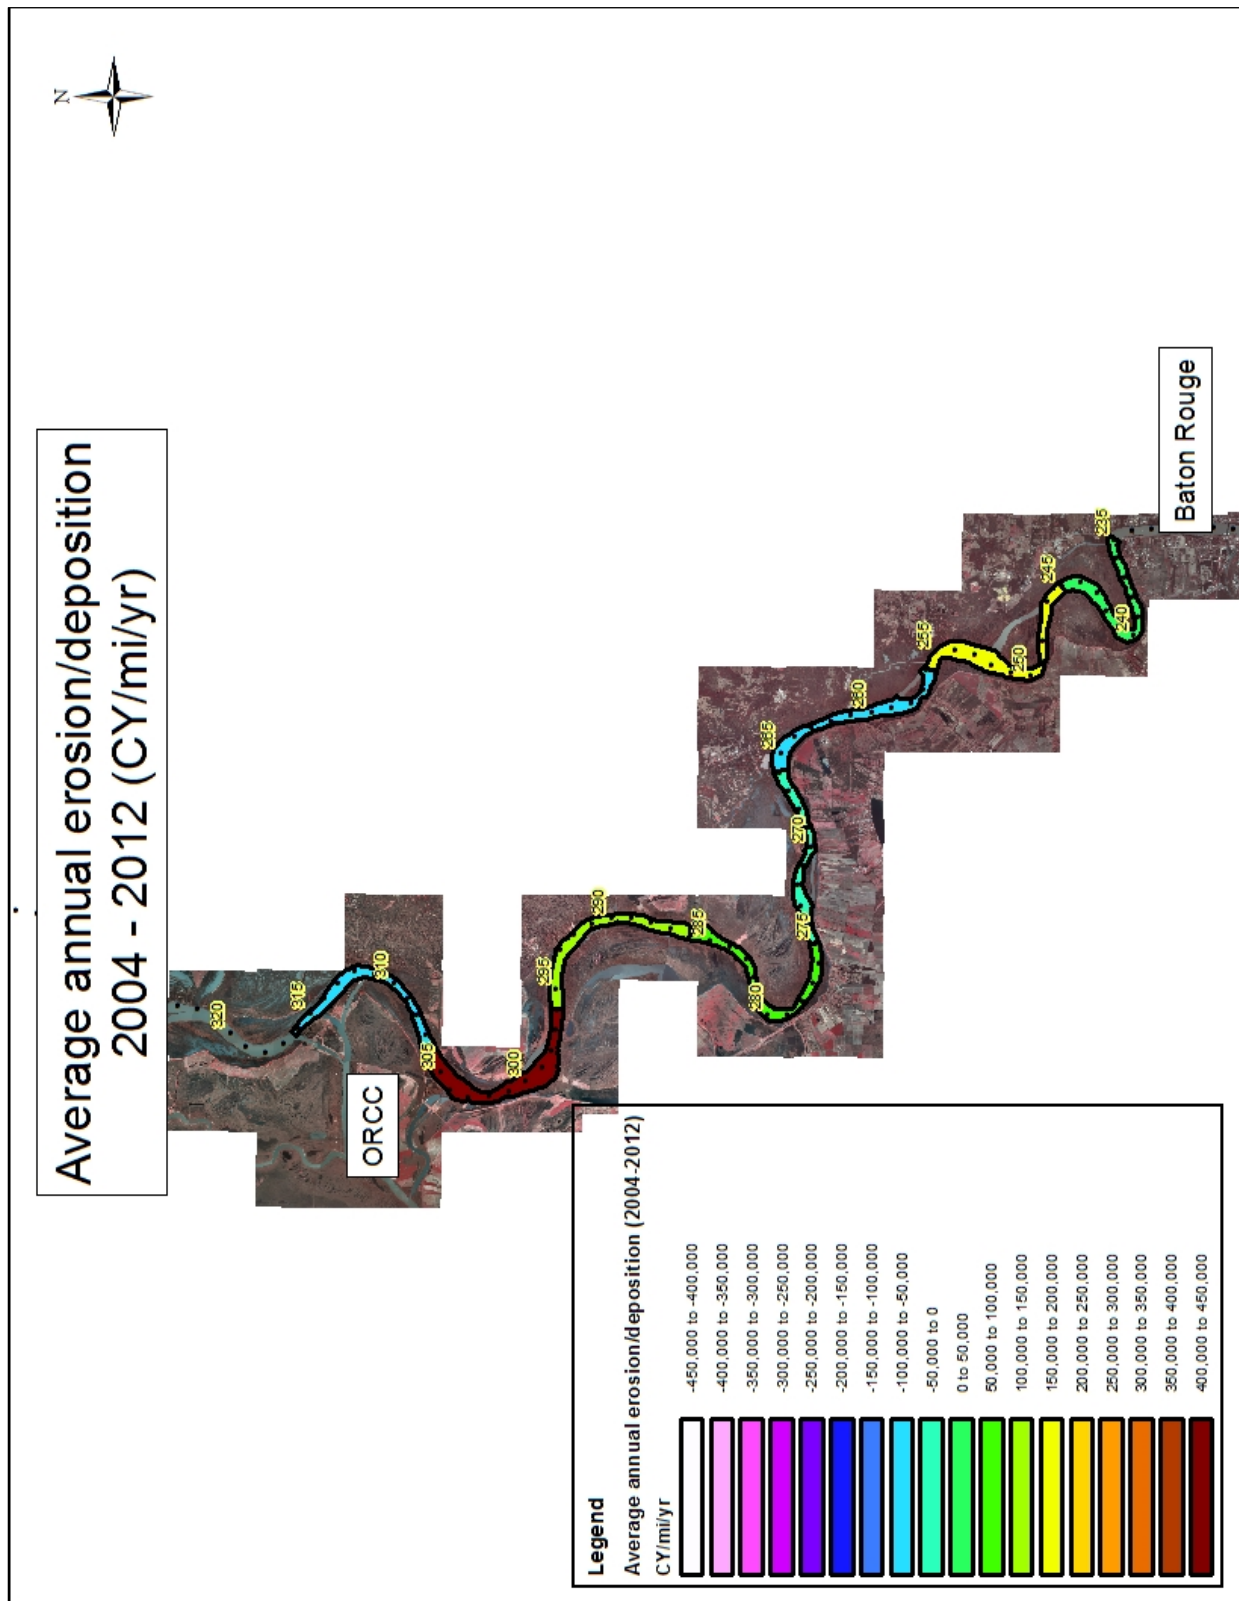 Average annual erosion/deposition
2004 - 2012 (CY/mi/yr)
N
320
315
310
ORCC
305
300
295
290
285
280
275
270
265
260
255
250
245
240
235
Baton Rouge
Legend
Average annual erosion/deposition (2004-2012)
CY/mi/yr
-450,000 to -400,000
-400,000 to -350,000
-350,000 to -300,000
-300,000 to -250,000
-250,000 to -200,000
-200,000 to -150,000
-150,000 to -100,000
-100,000 to -50,000
-50,000 to 0
0 to 50,000
50,000 to 100,000
100,000 to 150,000
150,000 to 200,000
200,000 to 250,000
250,000 to 300,000
300,000 to 350,000
350,000 to 400,000
400,000 to 450,000